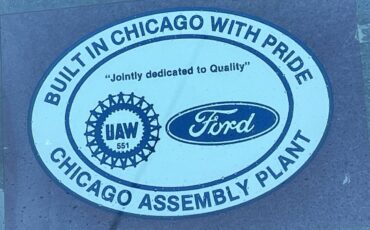 BUILT IN CHICAGO WITH PRIDE
"Jointly dedicated to Quality"
UAW
551
Ford
CHICAGO ASSEMBLY PLANT